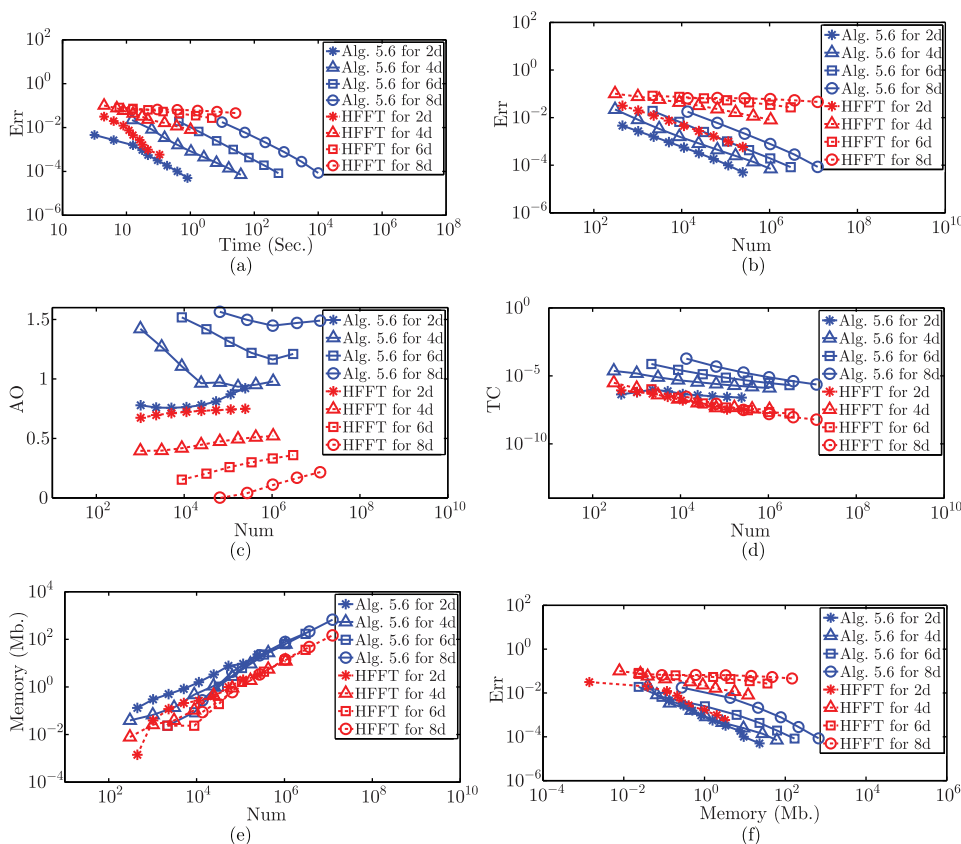 10^2
10^0
10^-2
10^-4
10^-6
Err
10
10
10^0
10^2
10^4
10^6
10^8
Time (Sec.)
Alg. 5.6 for 2d
Alg. 5.6 for 4d
Alg. 5.6 for 6d
Alg. 5.6 for 8d
HFFT for 2d
HFFT for 4d
HFFT for 6d
HFFT for 8d
(a)
10^2
10^0
10^-2
10^-4
10^-6
Err
10^2
10^4
10^6
10^8
10^10
Num
Alg. 5.6 for 2d
Alg. 5.6 for 4d
Alg. 5.6 for 6d
Alg. 5.6 for 8d
HFFT for 2d
HFFT for 4d
HFFT for 6d
HFFT for 8d
(b)
1.5
1
0.5
0
AO
10^2
10^4
10^6
10^8
10^10
Num
Alg. 5.6 for 2d
Alg. 5.6 for 4d
Alg. 5.6 for 6d
Alg. 5.6 for 8d
HFFT for 2d
HFFT for 4d
HFFT for 6d
HFFT for 8d
(c)
10^0
10^-5
10^-10
TC
10^2
10^4
10^6
10^8
10^10
Num
Alg. 5.6 for 2d
Alg. 5.6 for 4d
Alg. 5.6 for 6d
Alg. 5.6 for 8d
HFFT for 2d
HFFT for 4d
HFFT for 6d
HFFT for 8d
(d)
10^4
10^2
10^0
10^-2
10^-4
Memory (Mb.)
10^2
10^4
10^6
10^8
10^10
Num
Alg. 5.6 for 2d
Alg. 5.6 for 4d
Alg. 5.6 for 6d
Alg. 5.6 for 8d
HFFT for 2d
HFFT for 4d
HFFT for 6d
HFFT for 8d
(e)
10^2
10^0
10^-2
10^-4
10^-6
Err
10^-4
10^-2
10^0
10^2
10^4
10^6
Memory (Mb.)
Alg. 5.6 for 2d
Alg. 5.6 for 4d
Alg. 5.6 for 6d
Alg. 5.6 for 8d
HFFT for 2d
HFFT for 4d
HFFT for 6d
HFFT for 8d
(f)